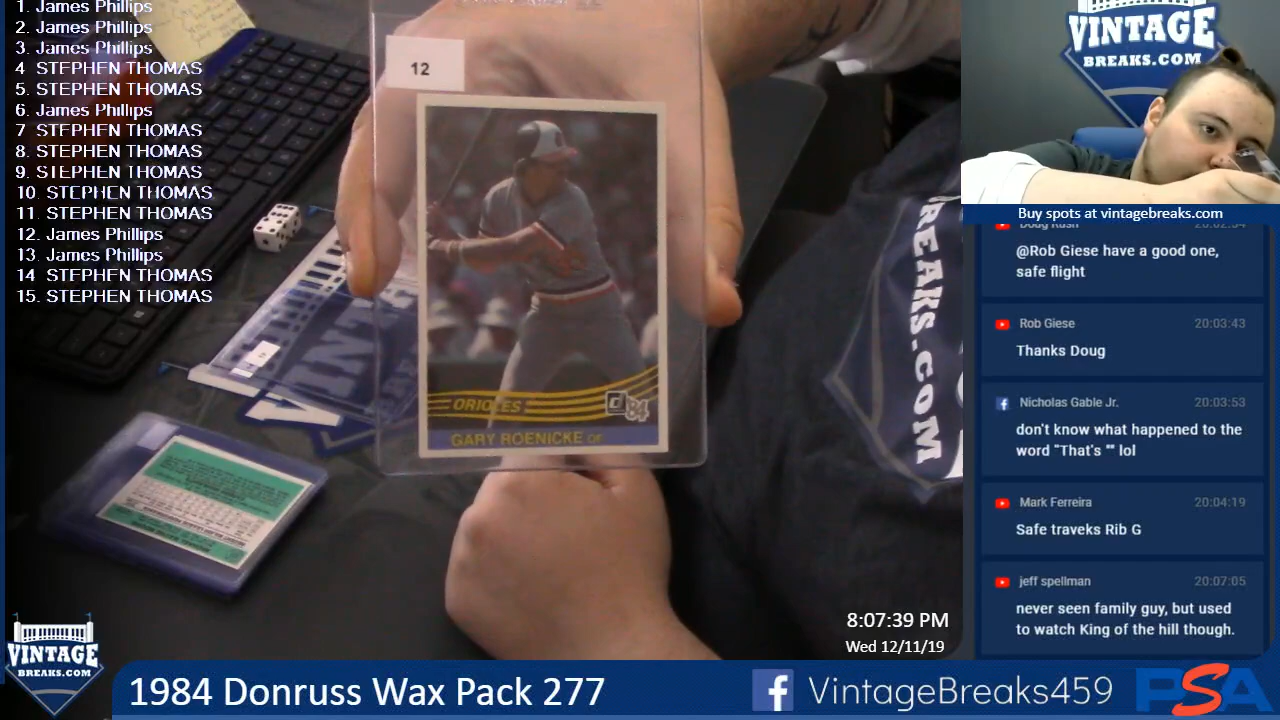 1. James Phillips
2. James Phillips
3. James Phillips
4 STEPHEN THOMAS
5. STEPHEN THOMAS
6. James Phillips
7 STEPHEN THOMAS
8. STEPHEN THOMAS
9. STEPHEN THOMAS
10. STEPHEN THOMAS
11 STEPHEN THOMAS
12. James Phillips
13. James Phillips
14 STEPHEN THOMAS
15. STEPHEN THOMAS
12
ORIOLES
D 84
GARY ROENICKE OF
REAKS.COM
VINTAGE
BREAKS.COM
Buy spots at vintagebreaks.com
Doug Rush
@Rob Giese have a good one,
safe flight
Rob Giese 20:03:43
Thanks Doug
Nicholas Gable Jr. 20:03:53
don't know what happened to the
word "That's "" lol
Mark Ferreira 20:04:19
Safe traveks Rib G
jeff spellman 20:07:05
never seen family guy, but used
to watch King of the hill though.
8:07:39 PM
Wed 12/11/19
VINTAGE
BREAKS.COM
1984 Donruss Wax Pack 277
VintageBreaks459
PSA